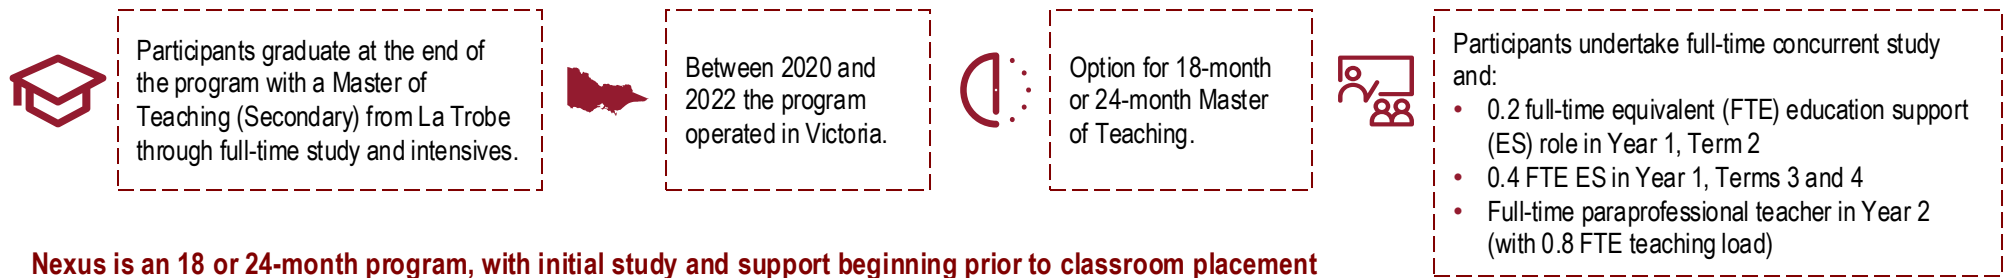 Participants graduate at the end of
the program with a Master of
Teaching (Secondary) from La Trobe
through full-time study and intensives.
Between 2020 and
2022 the program
operated in Victoria.
Option for 18-month
or 24-month Master
of Teaching.
Participants undertake full-time concurrent study
and:
• 0.2 full-time equivalent (FTE) education support
(ES) role in Year 1, Term 2
• 0.4 FTE ES in Year 1, Terms 3 and 4
• Full-time paraprofessional teacher in Year 2
(with 0.8 FTE teaching load)
Nexus is an 18 or 24-month program, with initial study and support beginning prior to classroom placement